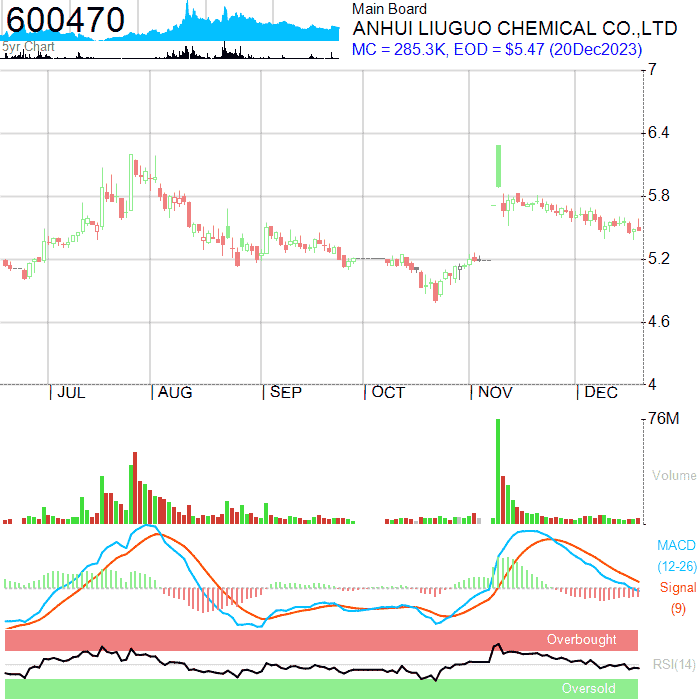 600470
5yr Chart
Main Board
ANHUI LIUGUO CHEMICAL CO.,LTD
MC = 285.3K, EOD = $5.47 (20Dec2023)
7
6.4
5.8
5.2
4.6
4
JUL AUG SEP OCT NOV DEC
76M
Volume
MACD
(12-26)
Signal
(9)
Overbought
RSI(14)
Oversold